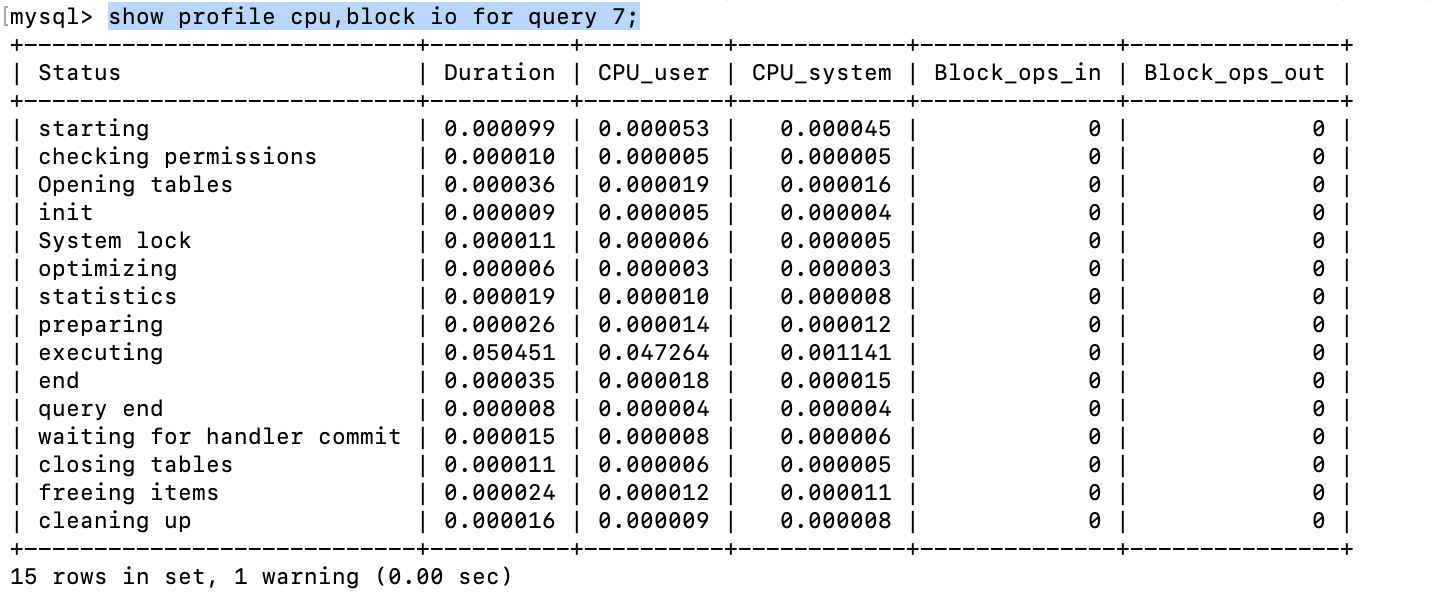 mysql> show profile cpu,block io for query 7;
+----------------------------+----------+----------+------------+--------------+---------------+
| Status                     | Duration | CPU_user | CPU_system | Block_ops_in | Block_ops_out |
+----------------------------+----------+----------+------------+--------------+---------------+
| starting                   | 0.000099 | 0.000053 |   0.000045 |            0 |             0 |
| checking permissions       | 0.000010 | 0.000005 |   0.000005 |            0 |             0 |
| Opening tables             | 0.000036 | 0.000019 |   0.000016 |            0 |             0 |
| init                       | 0.000009 | 0.000005 |   0.000004 |            0 |             0 |
| System lock                | 0.000011 | 0.000006 |   0.000005 |            0 |             0 |
| optimizing                 | 0.000006 | 0.000003 |   0.000003 |            0 |             0 |
| statistics                 | 0.000019 | 0.000010 |   0.000008 |            0 |             0 |
| preparing                  | 0.000026 | 0.000014 |   0.000012 |            0 |             0 |
| executing                  | 0.050451 | 0.047264 |   0.001141 |            0 |             0 |
| end                        | 0.000035 | 0.000018 |   0.000015 |            0 |             0 |
| query end                  | 0.000008 | 0.000004 |   0.000004 |            0 |             0 |
| waiting for handler commit | 0.000015 | 0.000008 |   0.000006 |            0 |             0 |
| closing tables             | 0.000011 | 0.000006 |   0.000005 |            0 |             0 |
| freeing items              | 0.000024 | 0.000012 |   0.000011 |            0 |             0 |
| cleaning up                | 0.000016 | 0.000009 |   0.000008 |            0 |             0 |
+----------------------------+----------+----------+------------+--------------+---------------+
15 rows in set, 1 warning (0.00 sec)